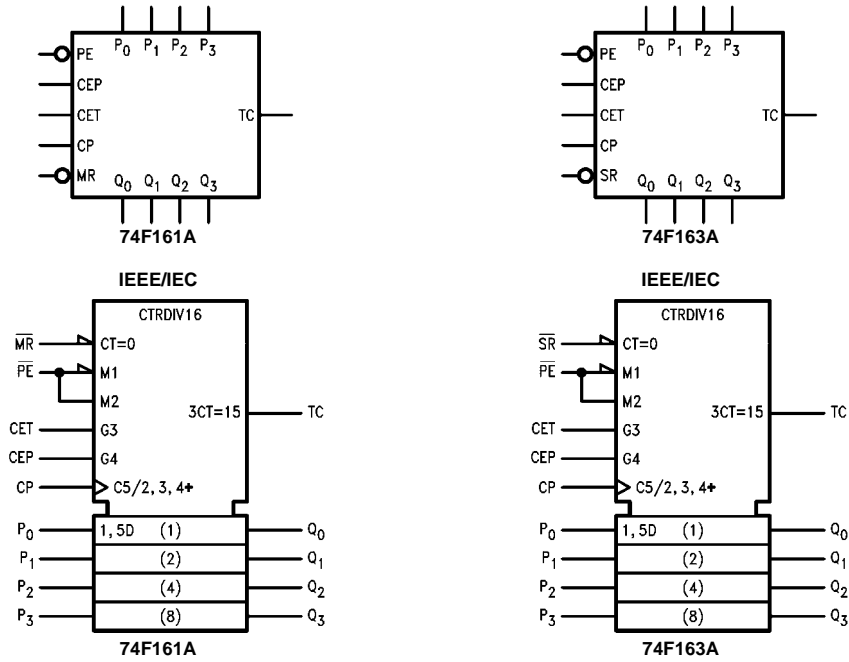 P0 P1 P2 P3
PE
CEP
CET
TC
CP
MR
Q0 Q1 Q2 Q3
74F161A
P0 P1 P2 P3
PE
CEP
CET
TC
CP
SR
Q0 Q1 Q2 Q3
74F163A
IEEE/IEC
CTRDIV16
MR CT=0
PE M1
M2
3CT=15 TC
CET G3
CEP G4
CP C5/2,3,4+
P0 1,5D (1) Q0
P1 (2) Q1
P2 (4) Q2
P3 (8) Q3
74F161A
IEEE/IEC
CTRDIV16
SR CT=0
PE M1
M2
3CT=15 TC
CET G3
CEP G4
CP C5/2,3,4+
P0 1,5D (1) Q0
P1 (2) Q1
P2 (4) Q2
P3 (8) Q3
74F163A